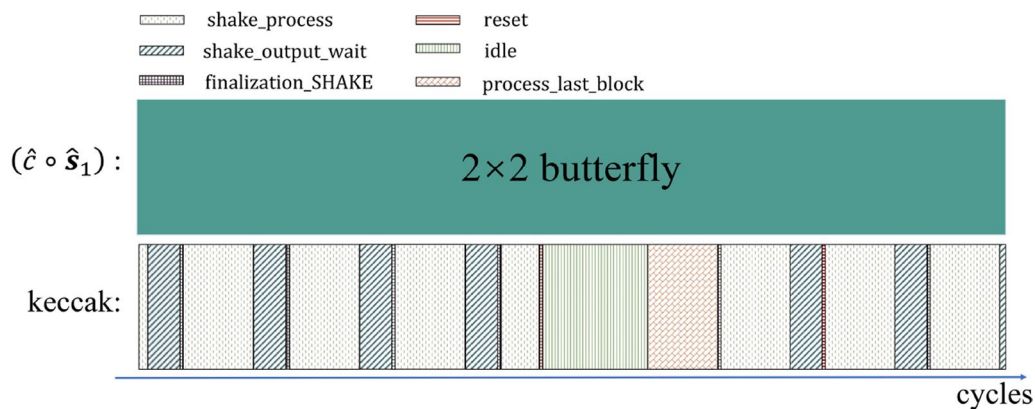 shake_process reset
shake_output_wait idle
finalization_SHAKE process_last_block
(ĉ ∘ ŝ₁) : 2×2 butterfly
keccak:
cycles